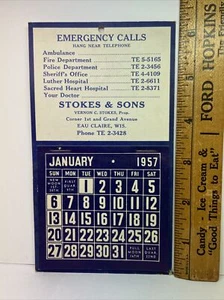 EMERGENCY CALLS
HANG NEAR TELEPHONE
Ambulance
Fire Department TE 5-5165
Police Department TE 2-3456
Sheriff's Office TE 4-4109
Luther Hospital TE 2-6611
Sacred Heart Hospital TE 2-8371
Your Doctor
STOKES & SONS
VERNON C. STOKES, Prop.
Corner 1st and Grand Avenue
EAU CLAIRE, WIS.
Phone TE 2-3428
JANUARY 1957
SUN MON TUE WED THU FRI SAT
1 2 3 4 5
6 7 8 9 10 11 12
13 14 15 16 17 18 19
20 21 22 23 24 25 26
27 28 29 30 31
FORD HOPKINS
Candy - Ice Cream &
"Good Things to Eat"